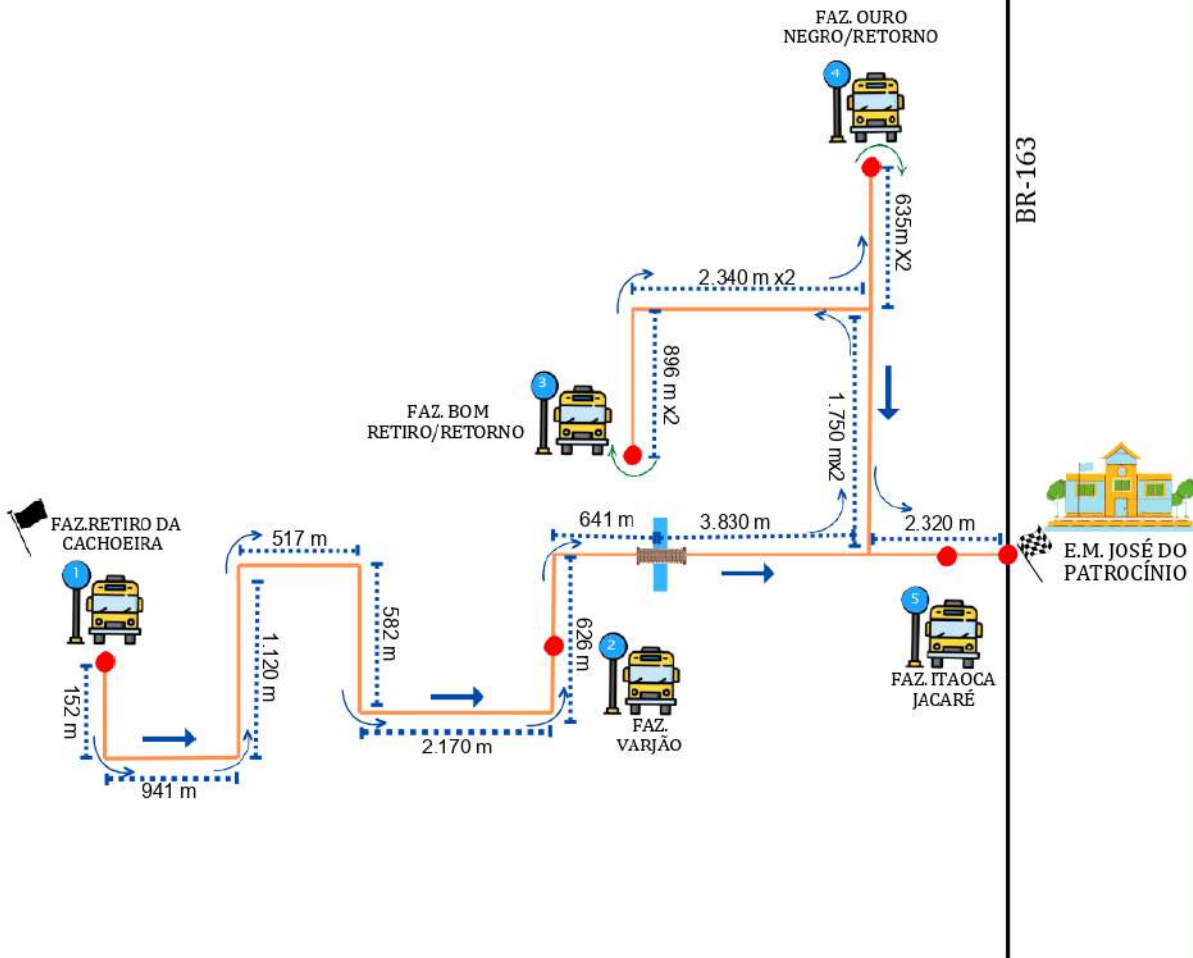 FAZ. OURO
NEGRO/RETORNO
4
BR-163
635m X2
2.340 m x2
896 m x2
3
FAZ. BOM
RETIRO/RETORNO
1.750 mx2
FAZ.RETIRO DA
CACHOEIRA
1
517 m
641 m
3.830 m
2.320 m
E.M. JOSÉ DO
PATROCÍNIO
582 m
626 m
2
FAZ.
VARJÃO
5
FAZ. ITAOCA
JACARÉ
1.120 m
152 m
2.170 m
941 m